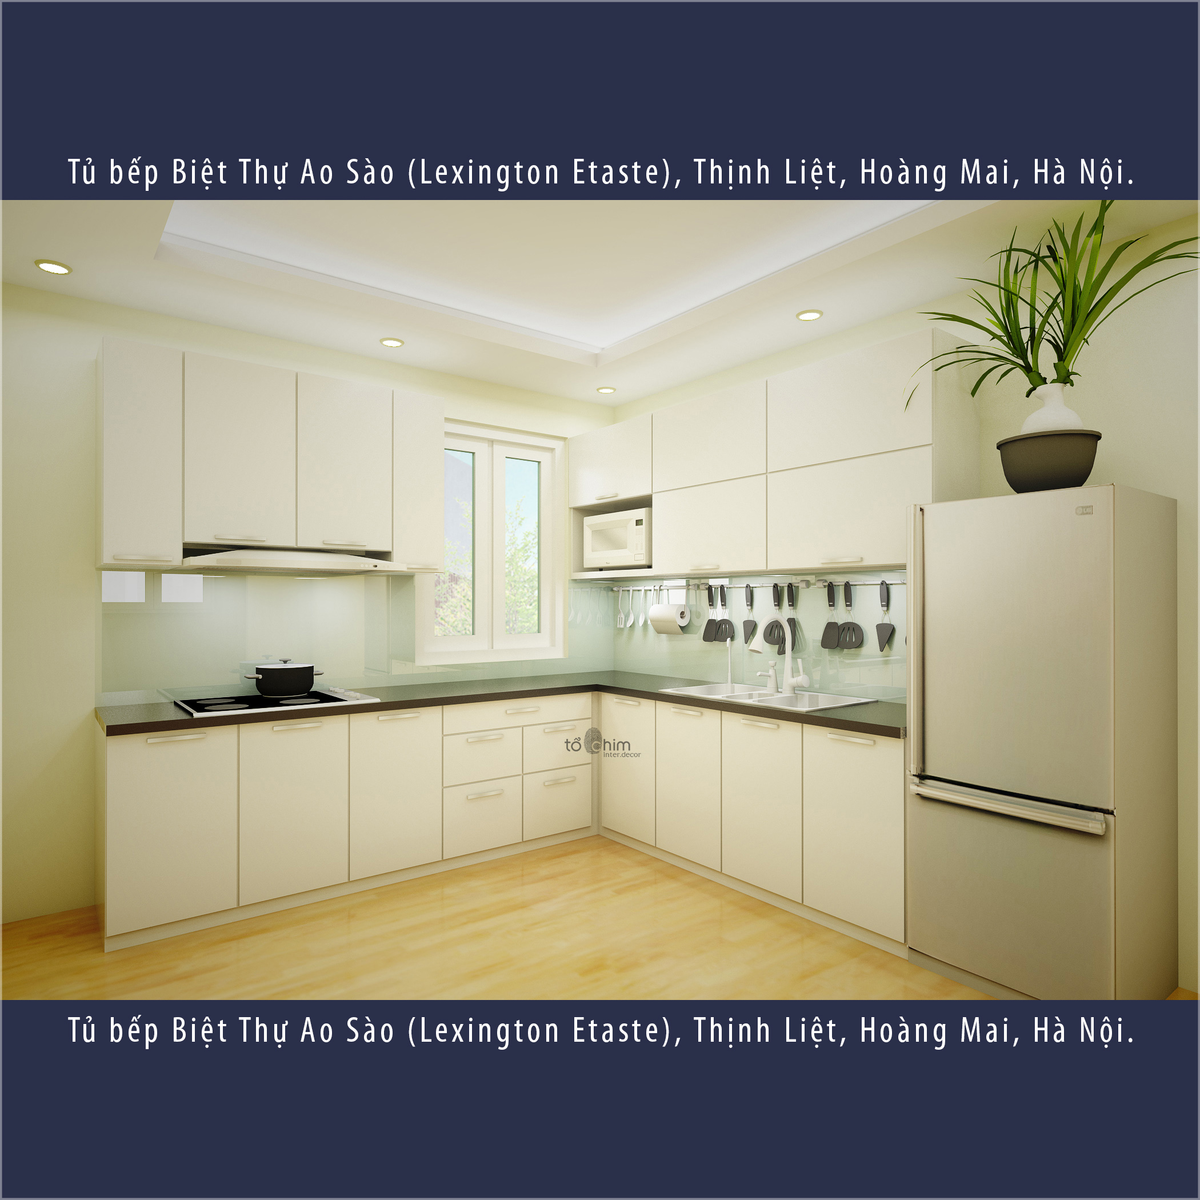 Tủ bếp Biệt Thự Ao Sào (Lexington Etaste), Thịnh Liệt, Hoàng Mai, Hà Nội.
tổ chim
inter.decor
Tủ bếp Biệt Thự Ao Sào (Lexington Etaste), Thịnh Liệt, Hoàng Mai, Hà Nội.